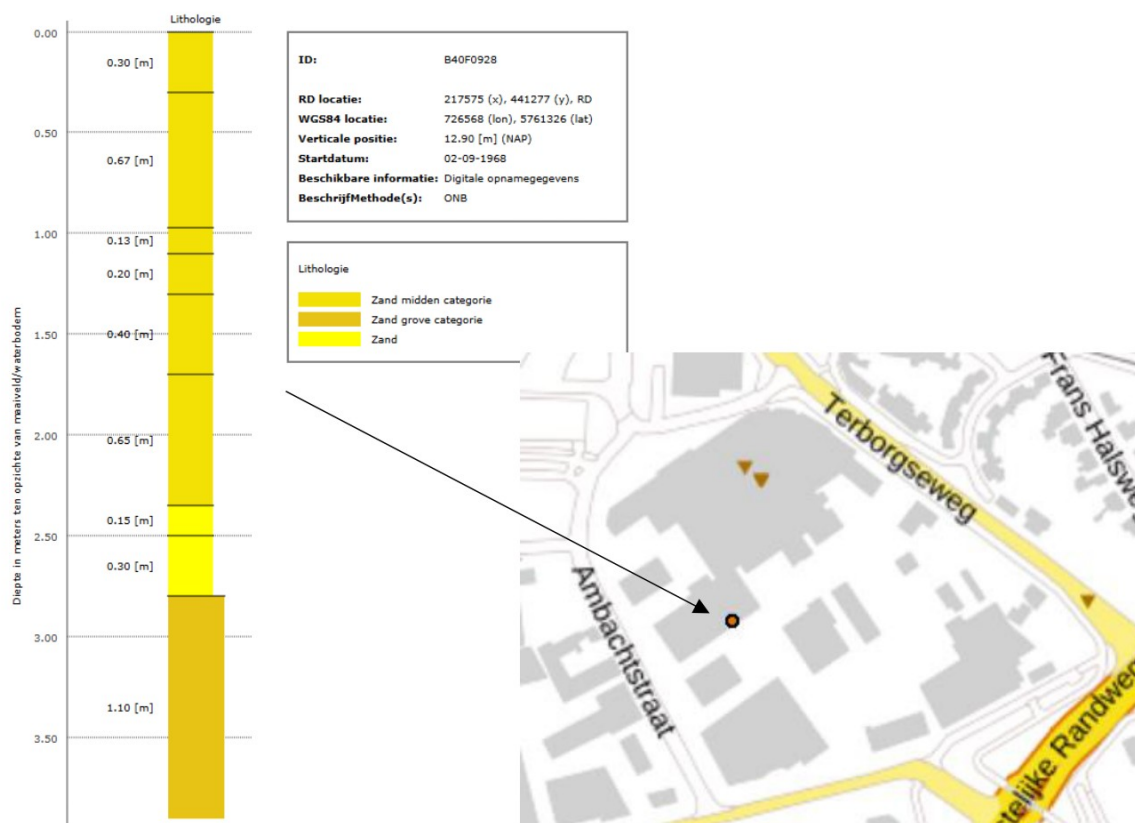 Lithologie
0.00
0.30 [m]
0.50
0.67 [m]
1.00
0.13 [m]
0.20 [m]
1.50
0.40 [m]
2.00
0.65 [m]
0.15 [m]
2.50
0.30 [m]
3.00
1.10 [m]
3.50
Diepte in meters ten opzichte van maaiveld/waterbodem
ID: B40F0928
RD locatie: 217575 (x), 441277 (y), RD
WGS84 locatie: 726568 (lon), 5761326 (lat)
Verticale positie: 12.90 [m] (NAP)
Startdatum: 02-09-1968
Beschikbare informatie: Digitale opnamegegevens
BeschrijfMethode(s): ONB
Lithologie
Zand midden categorie
Zand grove categorie
Zand
Terborgseweg
Frans Halsw
Ambachtstraat
telijke Randweg